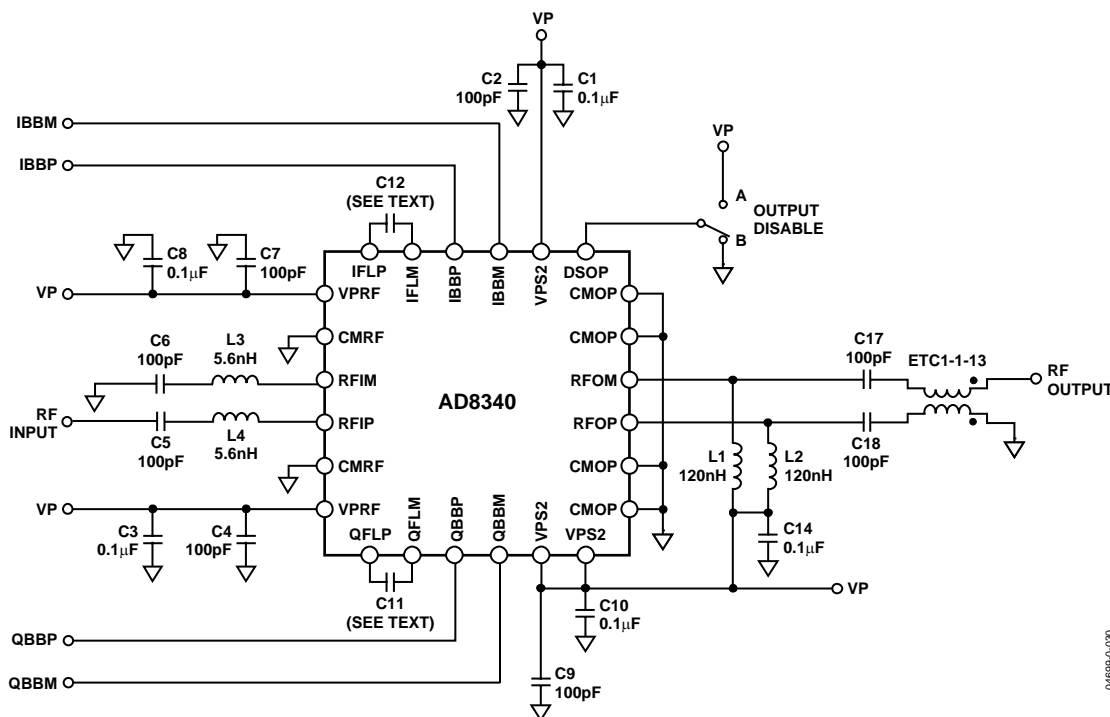 VP
C2
100pF
C1
0.1μF
IBBM
IBBP
C12
(SEE TEXT)
VP
A
B
OUTPUT
DISABLE
C8
0.1μF
C7
100pF
VP
IFLP
IFLM
IBBP
IBBM
VPS2
DSOP
VPRF
CMRF
RFIM
RFIP
CMRF
VPRF
CMOP
CMOP
RFOM
RFOP
CMOP
CMOP
AD8340
C6
100pF
L3
5.6nH
RF
INPUT
C5
100pF
L4
5.6nH
C17
100pF
ETC1-1-13
RF
OUTPUT
C18
100pF
L1
120nH
L2
120nH
C14
0.1μF
VP
C3
0.1μF
C4
100pF
QFLP
QFLM
QBBP
QBBM
VPS2
VPS2
C11
(SEE TEXT)
C10
0.1μF
VP
QBBP
QBBM
C9
100pF
04699-0-030